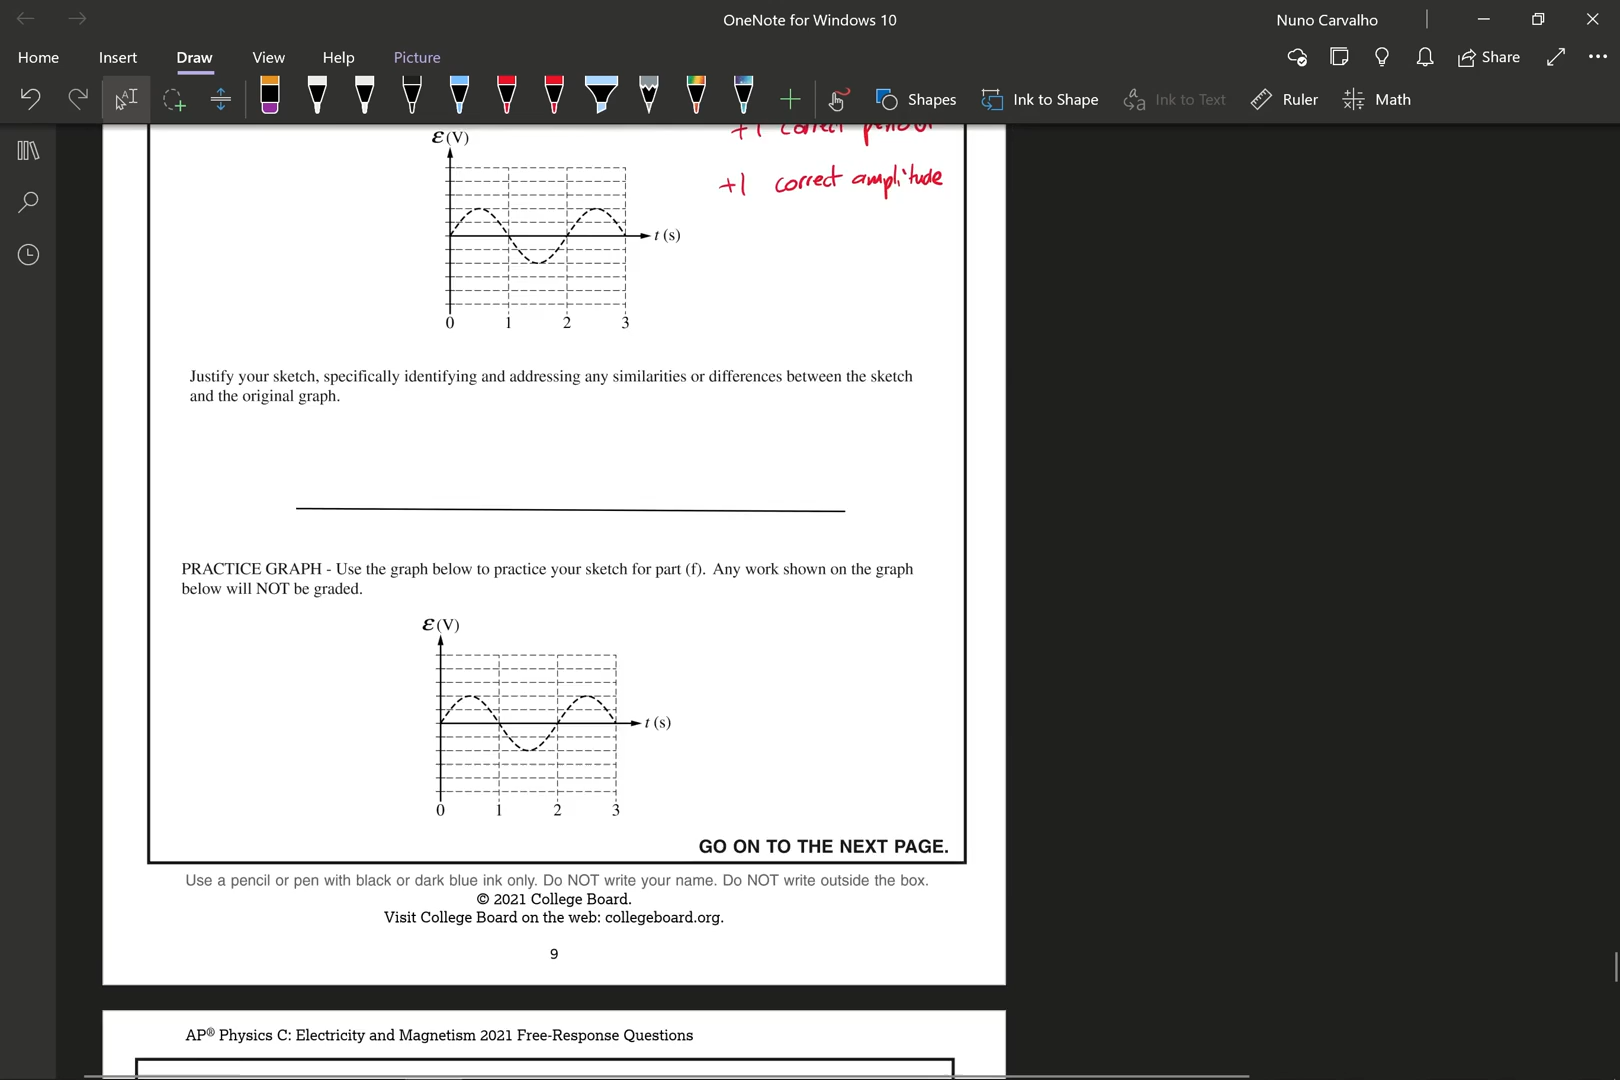 OneNote for Windows 10
Nuno Carvalho
Home Insert Draw View Help Picture
Share
Shapes Ink to Shape Ink to Text Ruler Math
+1 correct period
ℰ(V)
+1 correct amplitude
t (s)
0 1 2 3
Justify your sketch, specifically identifying and addressing any similarities or differences between the sketch
and the original graph.
PRACTICE GRAPH - Use the graph below to practice your sketch for part (f). Any work shown on the graph
below will NOT be graded.
ℰ(V)
t (s)
0 1 2 3
GO ON TO THE NEXT PAGE.
Use a pencil or pen with black or dark blue ink only. Do NOT write your name. Do NOT write outside the box.
© 2021 College Board.
Visit College Board on the web: collegeboard.org.
9
AP® Physics C: Electricity and Magnetism 2021 Free-Response Questions